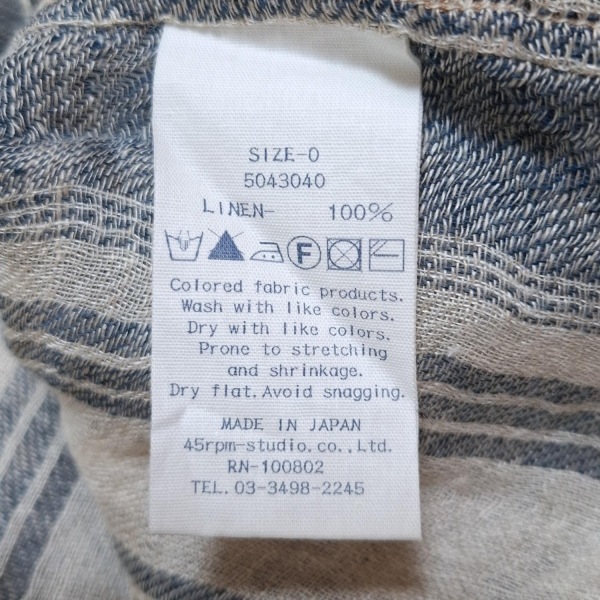 SIZE-0
5043040
LINEN- 100%
F
Colored fabric products.
Wash with like colors.
Dry with like colors.
Prone to stretching
and shrinkage.
Dry flat.Avoid snagging.
MADE IN JAPAN
45rpm-studio.co.,Ltd.
RN-100802
TEL. 03-3498-2245